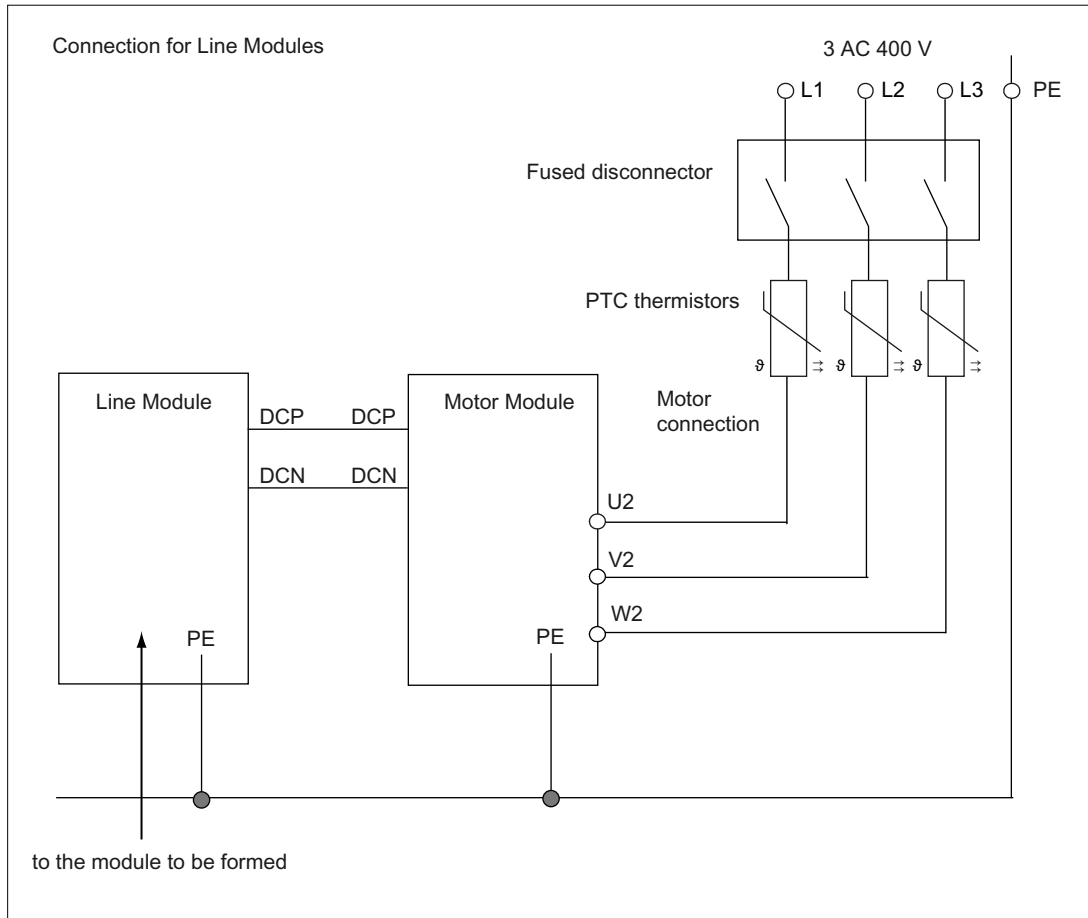 Connection for Line Modules
3 AC 400 V
L1 L2 L3 PE
Fused disconnector
PTC thermistors
ϑ ϑ ϑ
Line Module
Motor Module
Motor
connection
DCP DCP
DCN DCN
U2
V2
W2
PE
PE
to the module to be formed